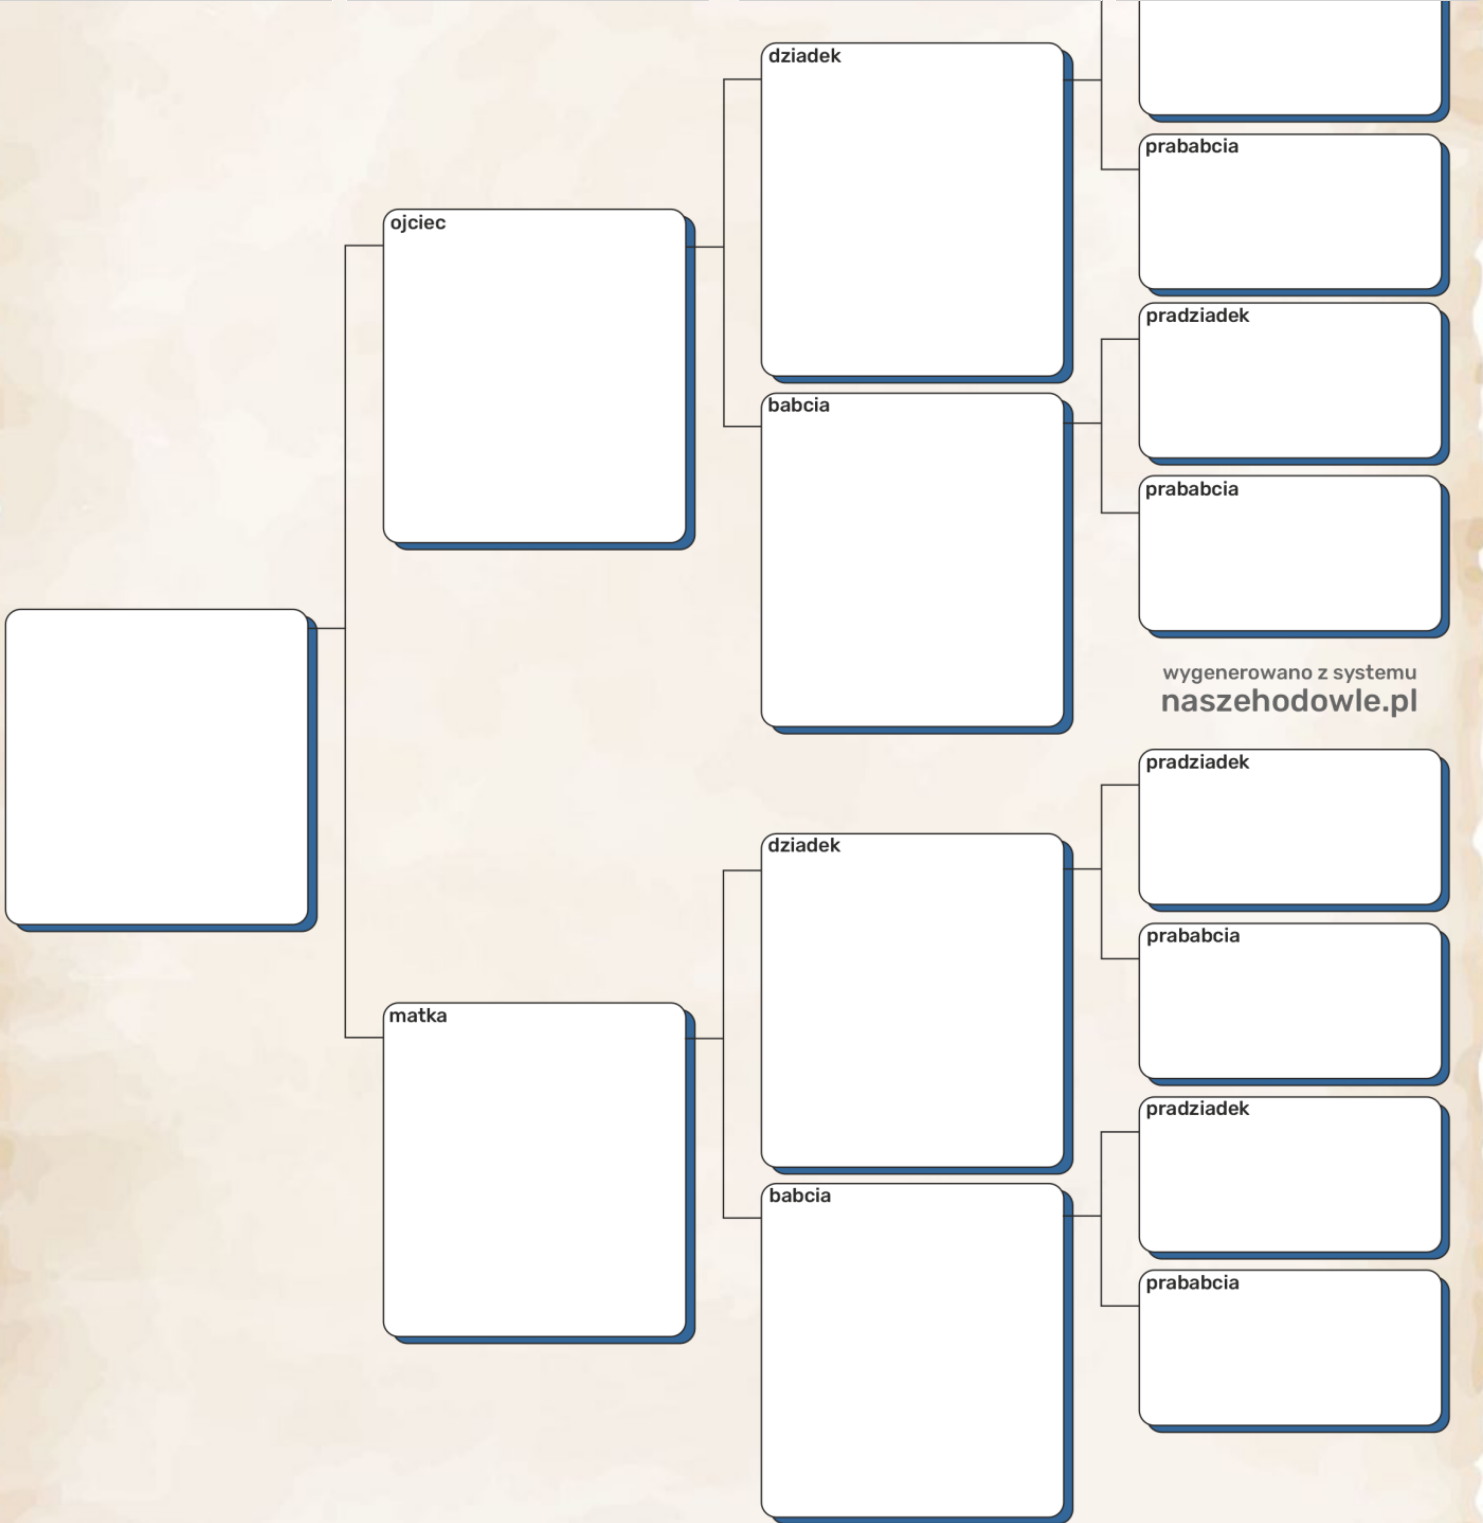 dziadek
prababcia
ojciec
pradziadek
babcia
prababcia
wygenerowano z systemu
naszehodowle.pl
pradziadek
dziadek
prababcia
matka
pradziadek
babcia
prababcia